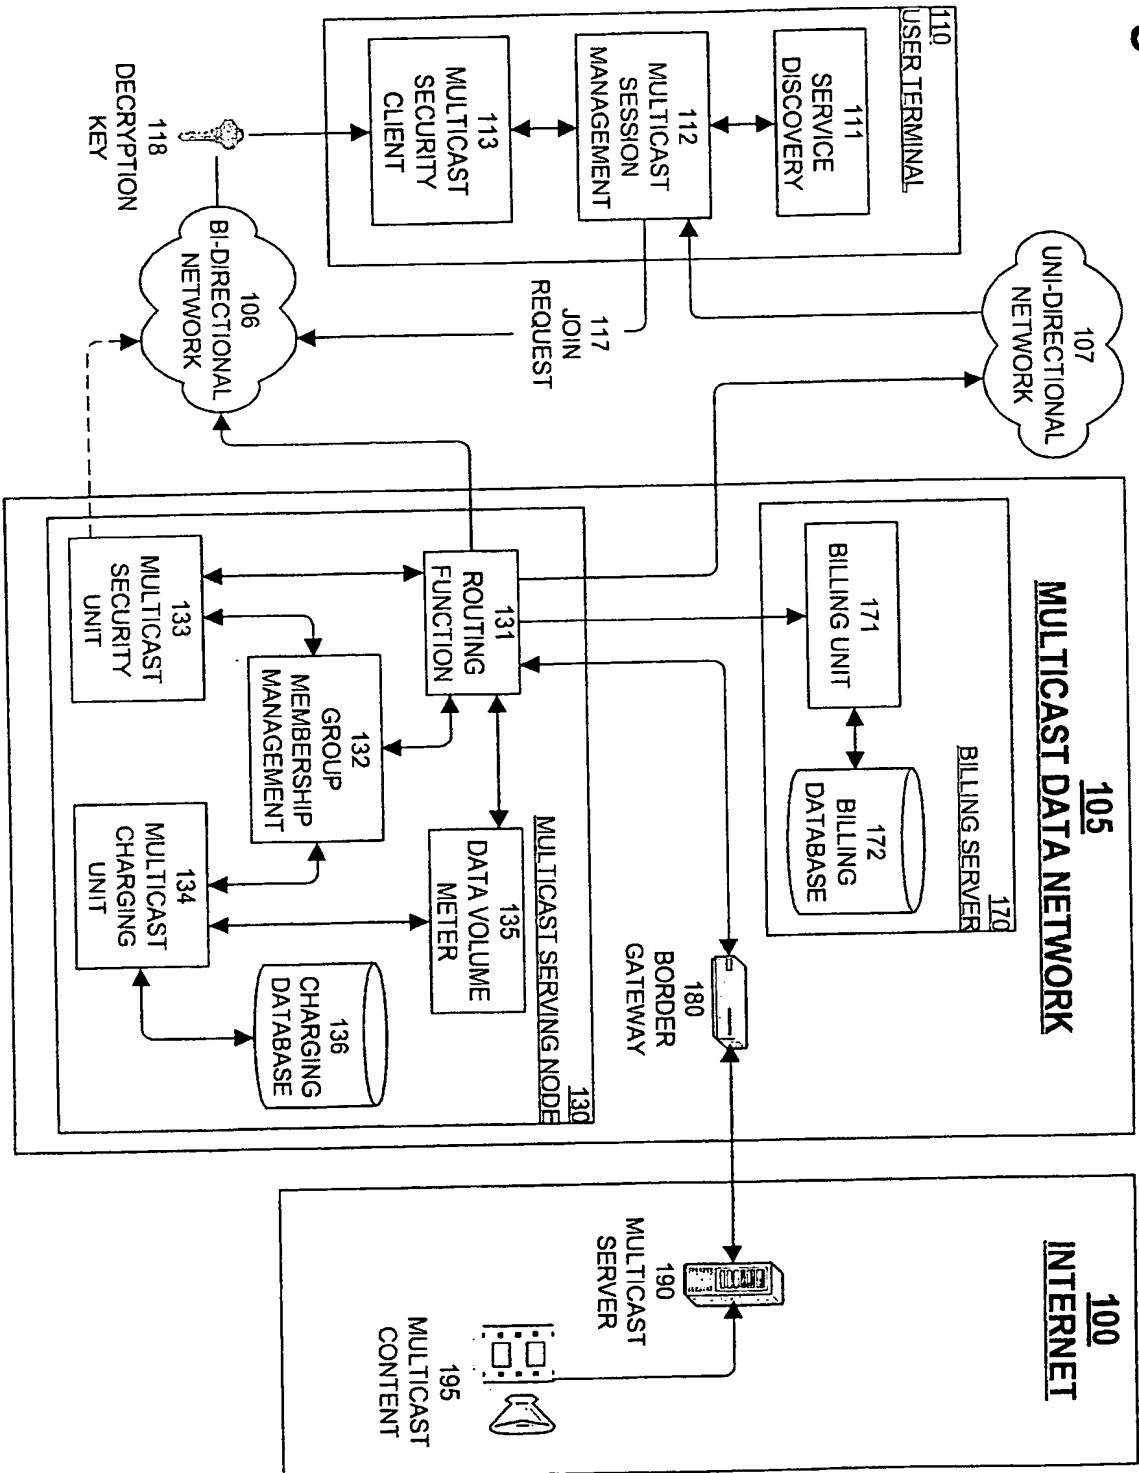 110
USER TERMINAL
111
SERVICE
DISCOVERY
112
MULTICAST
SESSION
MANAGEMENT
113
MULTICAST
SECURITY
CLIENT
118
DECRYPTION
KEY
107
UNI-DIRECTIONAL
NETWORK
117
JOIN
REQUEST
106
BI-DIRECTIONAL
NETWORK
105
MULTICAST DATA NETWORK
170
BILLING SERVER
171
BILLING UNIT
172
BILLING
DATABASE
180
BORDER
GATEWAY
130
MULTICAST SERVING NODE
131
ROUTING
FUNCTION
132
GROUP
MEMBERSHIP
MANAGEMENT
133
MULTICAST
SECURITY
UNIT
135
DATA VOLUME
METER
134
MULTICAST
CHARGING
UNIT
136
CHARGING
DATABASE
100
INTERNET
190
MULTICAST
SERVER
195
MULTICAST
CONTENT